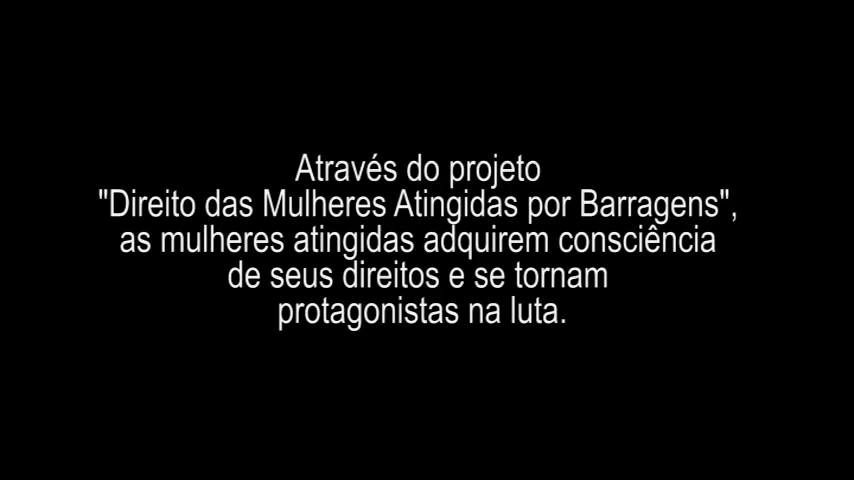 Através do projeto
"Direito das Mulheres Atingidas por Barragens",
as mulheres atingidas adquirem consciência
de seus direitos e se tornam
protagonistas na luta.